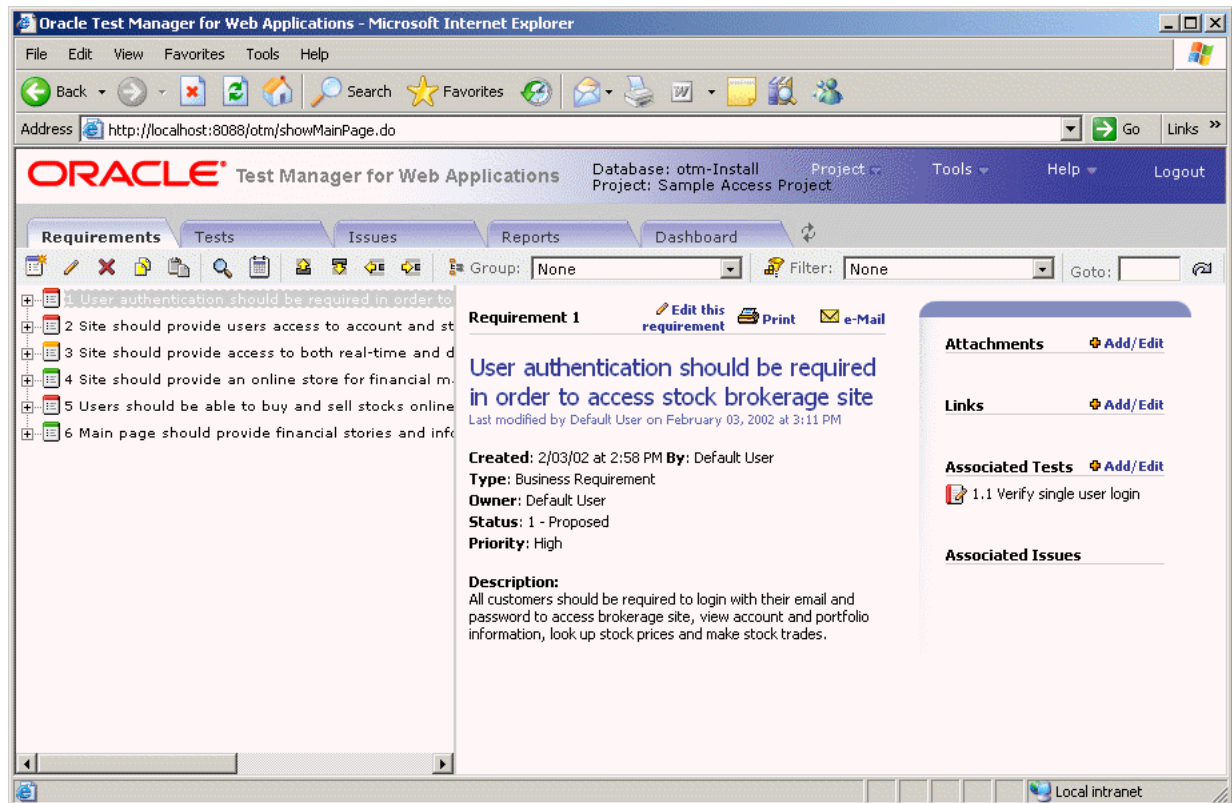 Oracle Test Manager for Web Applications - Microsoft Internet Explorer
File Edit View Favorites Tools Help
Back Search Favorites
Address http://localhost:8088/otm/showMainPage.do Go Links »
ORACLE Test Manager for Web Applications
Database: otm-Install
Project: Sample Access Project
Project Tools Help Logout
Requirements Tests Issues Reports Dashboard
Group: None Filter: None Goto:
1 User authentication should be required in order to
2 Site should provide users access to account and st
3 Site should provide access to both real-time and d
4 Site should provide an online store for financial m
5 Users should be able to buy and sell stocks online
6 Main page should provide financial stories and info
Requirement 1
Edit this requirement
Print
e-Mail
User authentication should be required
in order to access stock brokerage site
Last modified by Default User on February 03, 2002 at 3:11 PM
Created: 2/03/02 at 2:58 PM By: Default User
Type: Business Requirement
Owner: Default User
Status: 1 - Proposed
Priority: High
Description:
All customers should be required to login with their email and
password to access brokerage site, view account and portfolio
information, look up stock prices and make stock trades.
Attachments Add/Edit
Links Add/Edit
Associated Tests Add/Edit
1.1 Verify single user login
Associated Issues
Local intranet